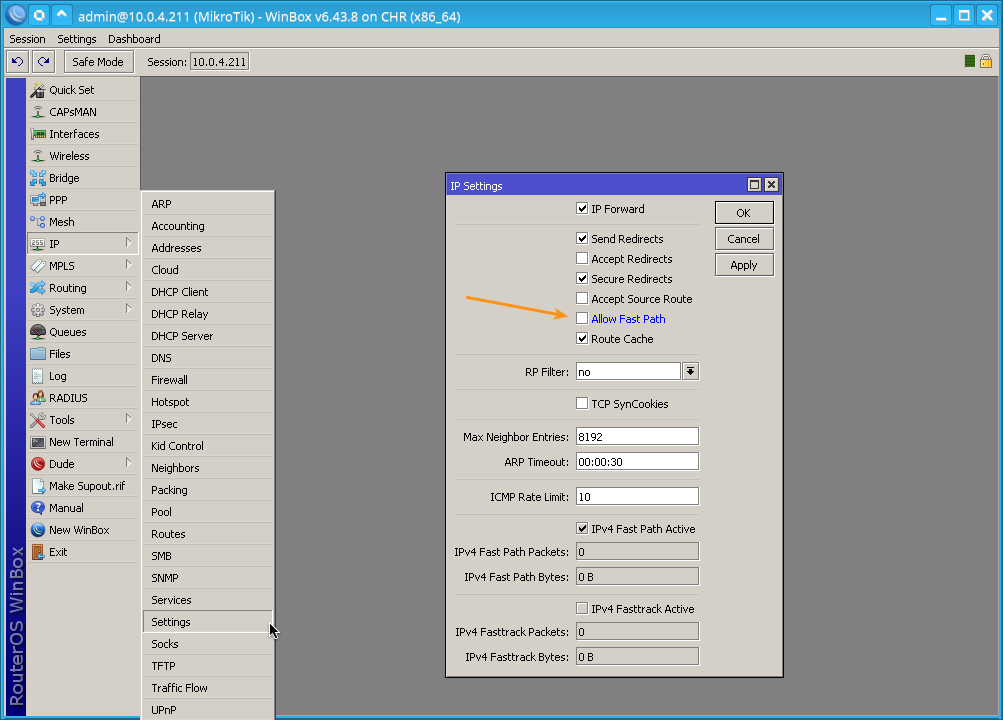 admin@10.0.4.211 (MikroTik) - WinBox v6.43.8 on CHR (x86_64)
Session Settings Dashboard
Safe Mode Session: 10.0.4.211
Quick Set
CAPsMAN
Interfaces
Wireless
Bridge
PPP
Mesh
IP
MPLS
Routing
System
Queues
Files
Log
RADIUS
Tools
New Terminal
Dude
Make Supout.rif
Manual
New WinBox
Exit
RouterOS WinBox
ARP
Accounting
Addresses
Cloud
DHCP Client
DHCP Relay
DHCP Server
DNS
Firewall
Hotspot
IPsec
Kid Control
Neighbors
Packing
Pool
Routes
SMB
SNMP
Services
Settings
Socks
TFTP
Traffic Flow
UPnP
IP Settings
IP Forward
Send Redirects
Accept Redirects
Secure Redirects
Accept Source Route
Allow Fast Path
Route Cache
RP Filter: no
TCP SynCookies
Max Neighbor Entries: 8192
ARP Timeout: 00:00:30
ICMP Rate Limit: 10
IPv4 Fast Path Active
IPv4 Fast Path Packets: 0
IPv4 Fast Path Bytes: 0 B
IPv4 Fasttrack Active
IPv4 Fasttrack Packets: 0
IPv4 Fasttrack Bytes: 0 B
OK
Cancel
Apply